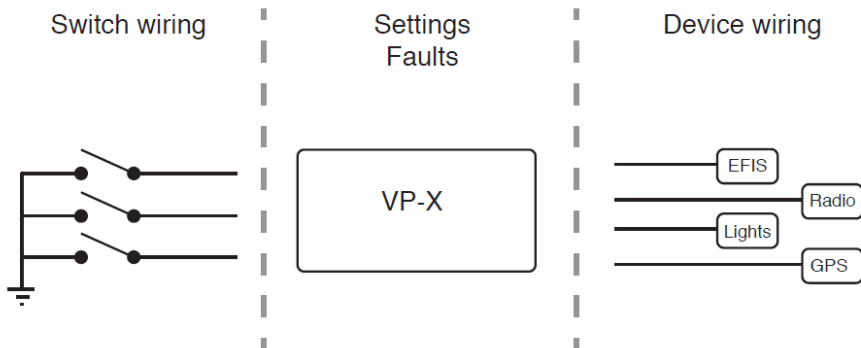 Switch wiring
Settings
Faults
Device wiring
VP-X
EFIS
Radio
Lights
GPS